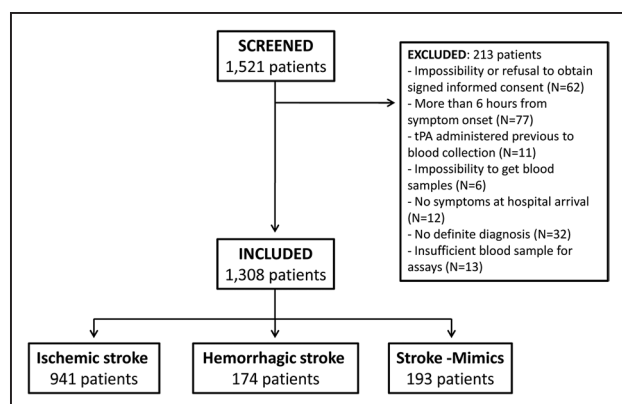 SCREENED
1,521 patients
EXCLUDED: 213 patients
- Impossibility or refusal to obtain
signed informed consent (N=62)
- More than 6 hours from
symptom onset (N=77)
- tPA administered previous to
blood collection (N=11)
- Impossibility to get blood
samples (N=6)
- No symptoms at hospital arrival
(N=12)
- No definite diagnosis (N=32)
- Insufficient blood sample for
assays (N=13)
INCLUDED
1,308 patients
Ischemic stroke
941 patients
Hemorrhagic stroke
174 patients
Stroke -Mimics
193 patients